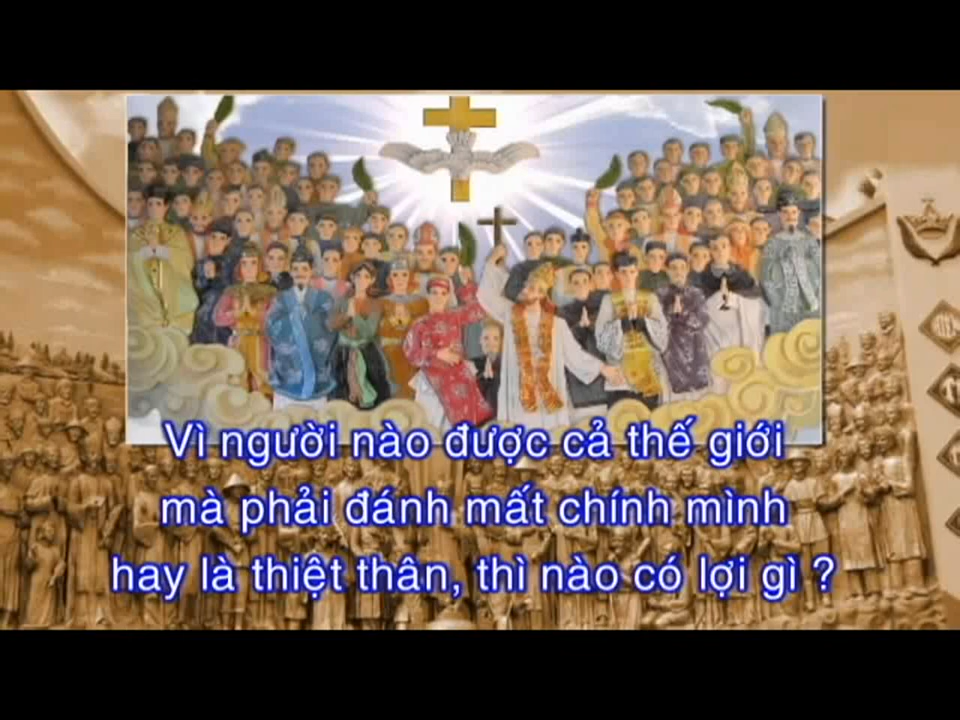 Vì người nào được cả thế giới
mà phải đánh mất chính mình
hay là thiệt thân, thì nào có lợi gì ?